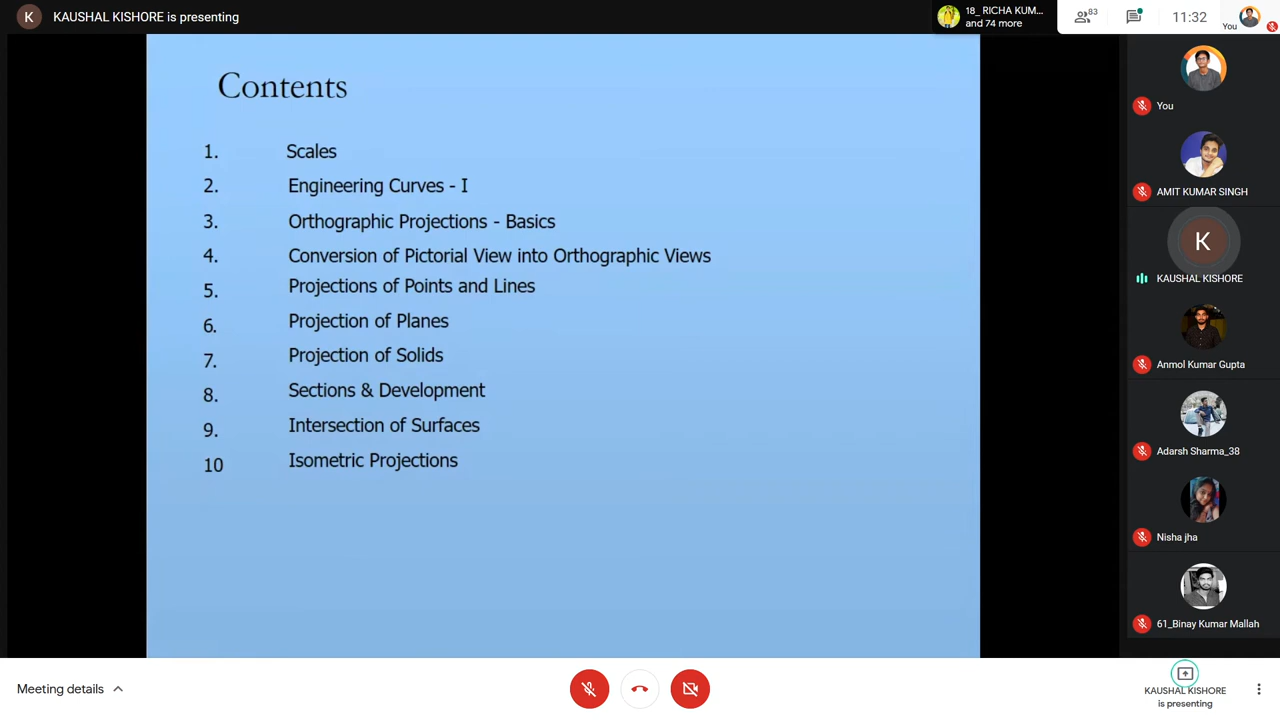 K KAUSHAL KISHORE is presenting
18_ RICHA KUM...
and 74 more
83
11:32
You
Contents
1. Scales
2. Engineering Curves - I
3. Orthographic Projections - Basics
4. Conversion of Pictorial View into Orthographic Views
5. Projections of Points and Lines
6. Projection of Planes
7. Projection of Solids
8. Sections & Development
9. Intersection of Surfaces
10 Isometric Projections
You
AMIT KUMAR SINGH
K
KAUSHAL KISHORE
Anmol Kumar Gupta
Adarsh Sharma_38
Nisha jha
61_Binay Kumar Mallah
Meeting details
KAUSHAL KISHORE
is presenting